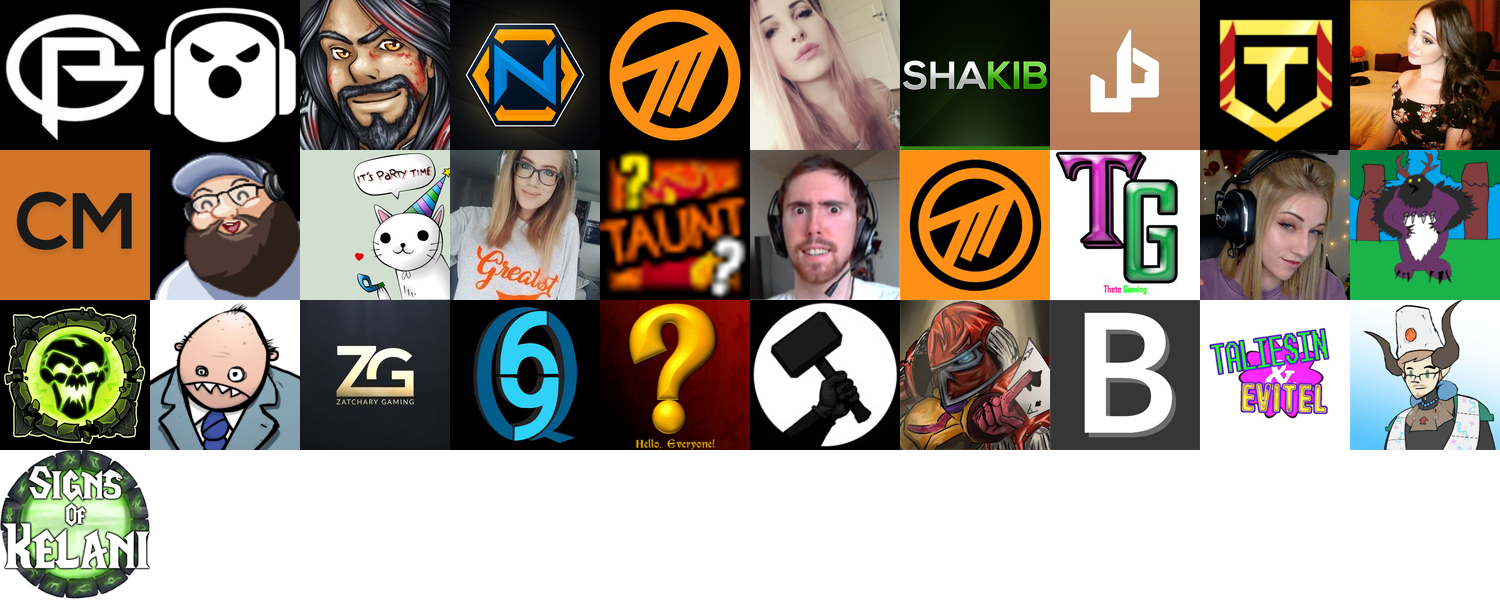 SHAKIB
T
CM
IT'S PARTY TIME
Greatest
TAUNT
TG
Thete Gaming
ZG
ZATCHARY GAMING
Hello, Everyone!
B
TALIESIN
&
EVITEL
SIGNS
OF
KELANI